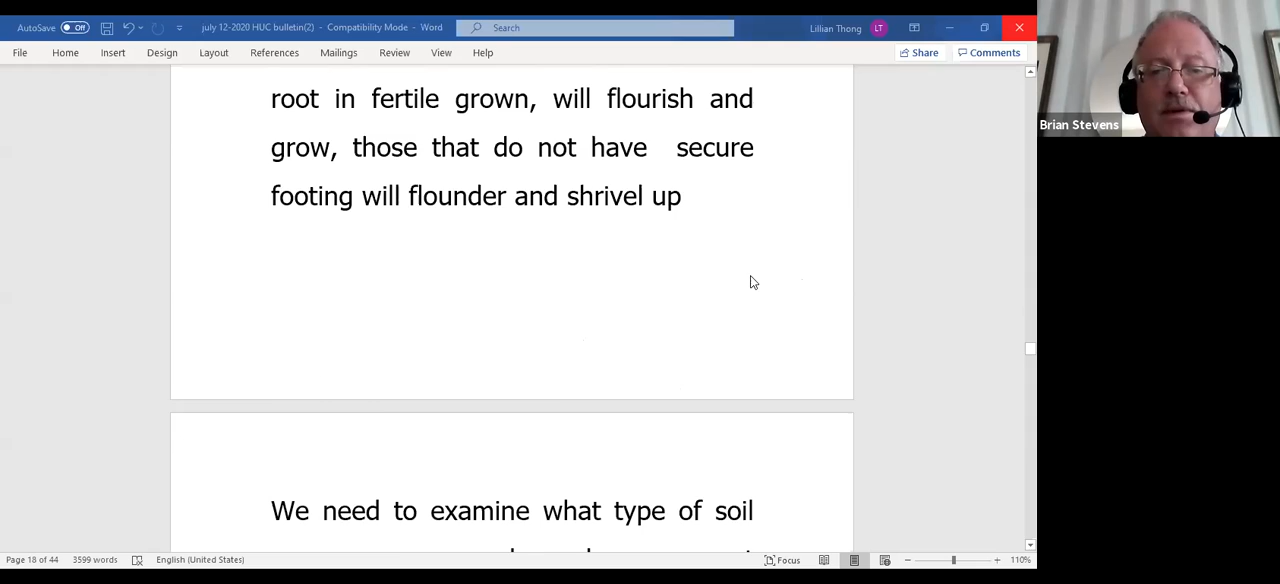 AutoSave Off july 12-2020 HUC bulletin(2) - Compatibility Mode - Word Search Lillian Thong LT
File Home Insert Design Layout References Mailings Review View Help Share Comments
root in fertile grown, will flourish and
grow, those that do not have secure
footing will flounder and shrivel up
We need to examine what type of soil
Page 18 of 44 3599 words English (United States) Focus 110%
Brian Stevens